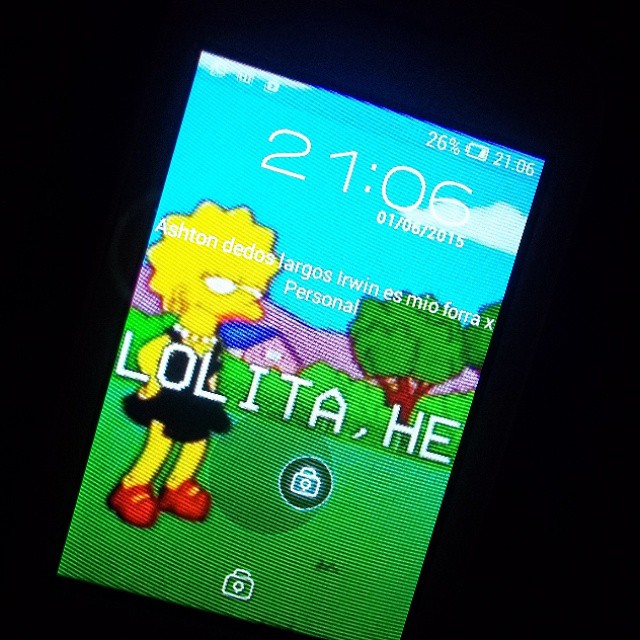 26% 21:06
21:06
01/06/2015
Ashton dedos largos Irwin es mio forra x
Personal
LOLITA, HE